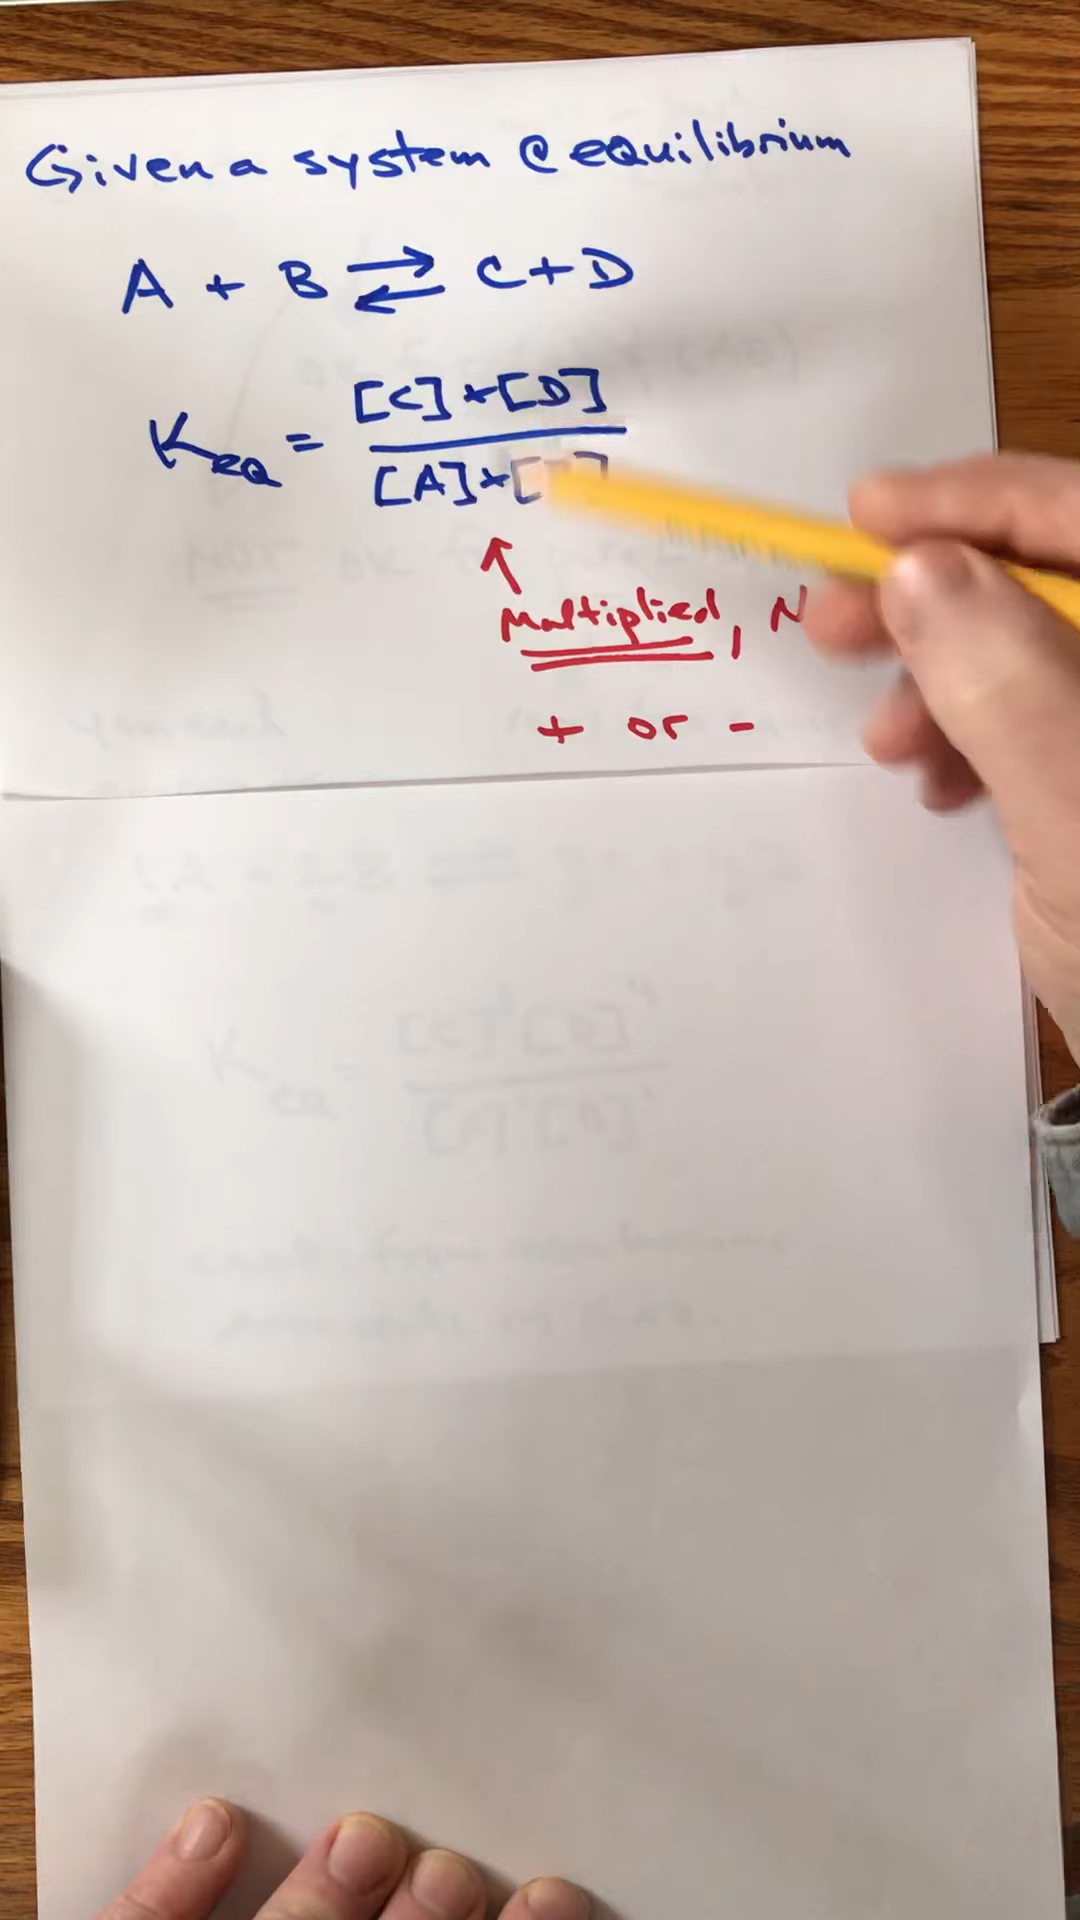 Given a system @ equilibrium
A + B ⇄ C + D
Keq = [C]*[D]
[A]*[
↑
Multiplied, N
+ or -